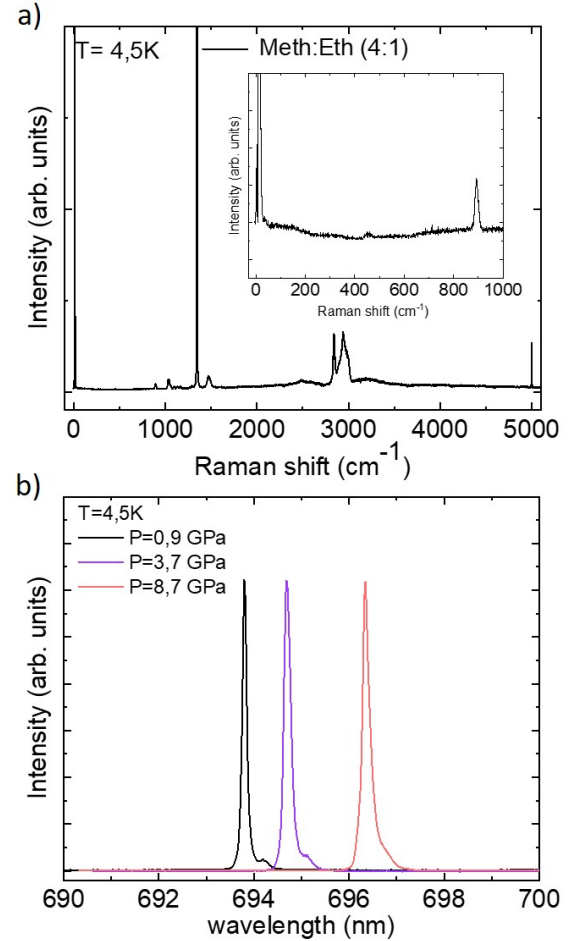 a)
T= 4,5K
Meth:Eth (4:1)
Intensity (arb. units)
Intensity (arb. units)
0 200 400 600 800 1000
Raman shift (cm-1)
0 1000 2000 3000 4000 5000
Raman shift (cm-1)
b)
T=4,5K
P=0,9 GPa
P=3,7 GPa
P=8,7 GPa
Intensity (arb. units)
690 692 694 696 698 700
wavelength (nm)